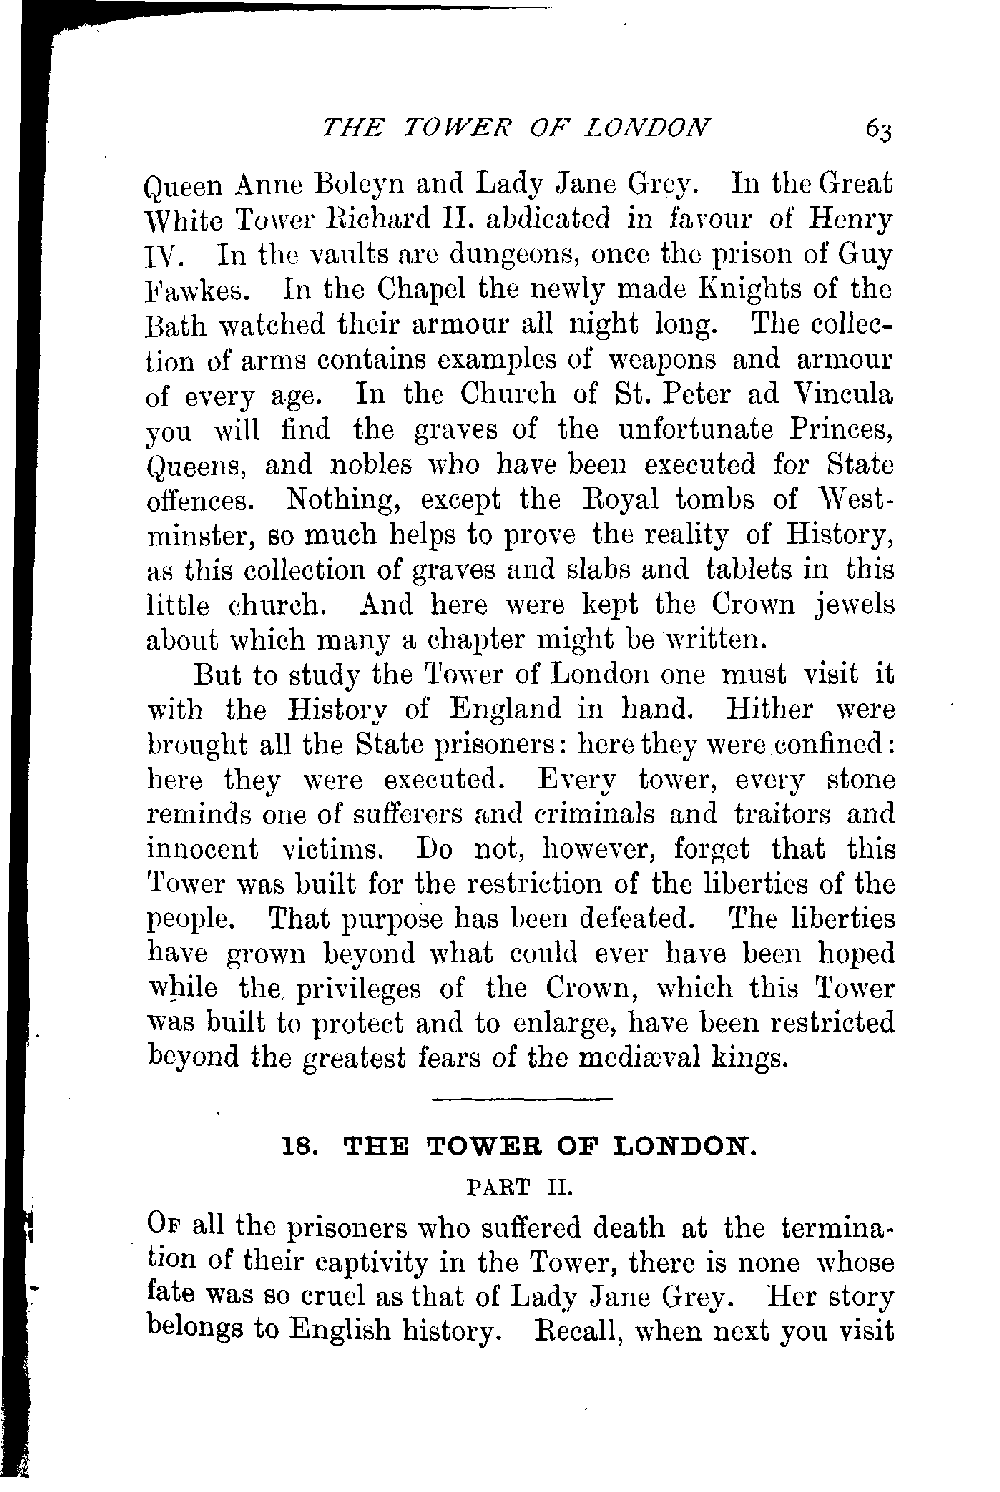 THE TOWER OF LONDON 63
Queen Anne Boleyn and Lady Jane Grey. In the Great
White Tower Richard II. abdicated in favour of Henry
IV. In the vaults are dungeons, once the prison of Guy
Fawkes. In the Chapel the newly made Knights of the
Bath watched their armour all night long. The collec-
tion of arms contains examples of weapons and armour
of every age. In the Church of St. Peter ad Vincula
you will find the graves of the unfortunate Princes,
Queens, and nobles who have been executed for State
offences. Nothing, except the Royal tombs of West-
minster, so much helps to prove the reality of History,
as this collection of graves and slabs and tablets in this
little church. And here were kept the Crown jewels
about which many a chapter might be written.
But to study the Tower of London one must visit it
with the History of England in hand. Hither were
brought all the State prisoners: here they were confined:
here they were executed. Every tower, every stone
reminds one of sufferers and criminals and traitors and
innocent victims. Do not, however, forget that this
Tower was built for the restriction of the liberties of the
people. That purpose has been defeated. The liberties
have grown beyond what could ever have been hoped
while the privileges of the Crown, which this Tower
was built to protect and to enlarge, have been restricted
beyond the greatest fears of the mediæval kings.
18. THE TOWER OF LONDON.
PART II.
OF all the prisoners who suffered death at the termina-
tion of their captivity in the Tower, there is none whose
fate was so cruel as that of Lady Jane Grey. Her story
belongs to English history. Recall, when next you visit